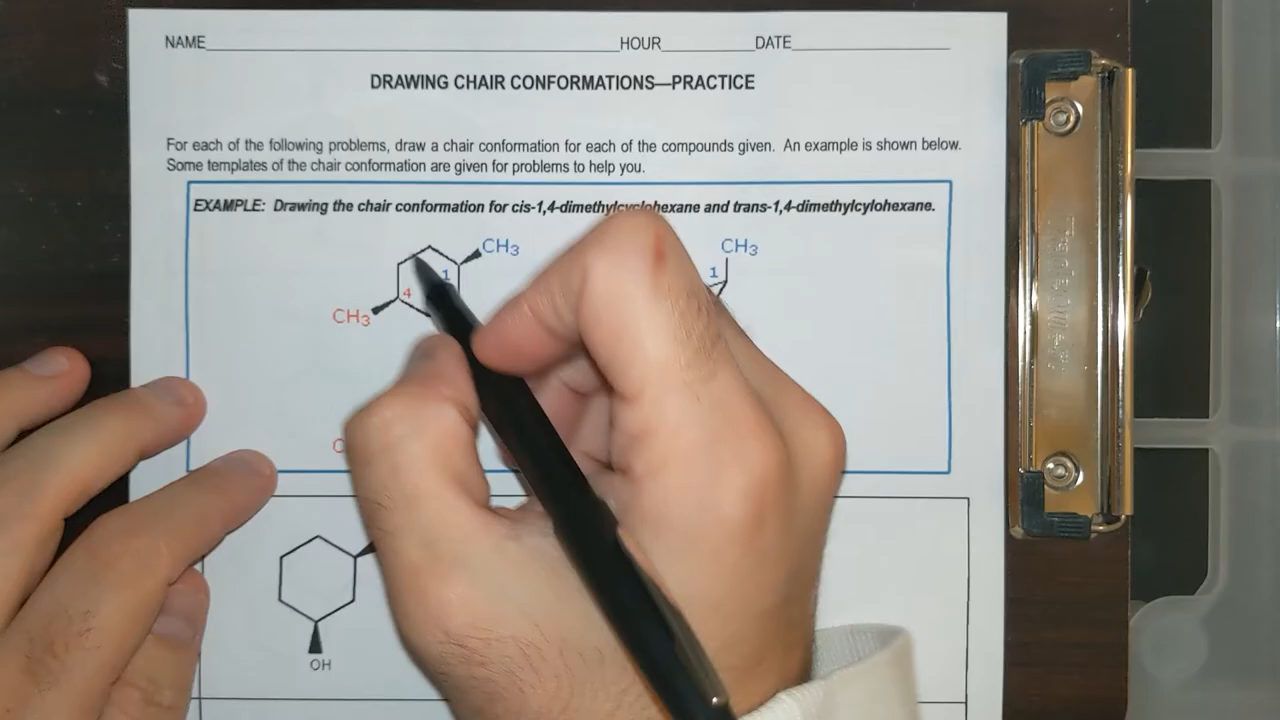 NAME HOUR DATE
DRAWING CHAIR CONFORMATIONS—PRACTICE
For each of the following problems, draw a chair conformation for each of the compounds given. An example is shown below.
Some templates of the chair conformation are given for problems to help you.
EXAMPLE: Drawing the chair conformation for cis-1,4-dimethylcyclohexane and trans-1,4-dimethylcylohexane.
CH3 CH3
1 1
4
CH3
OH